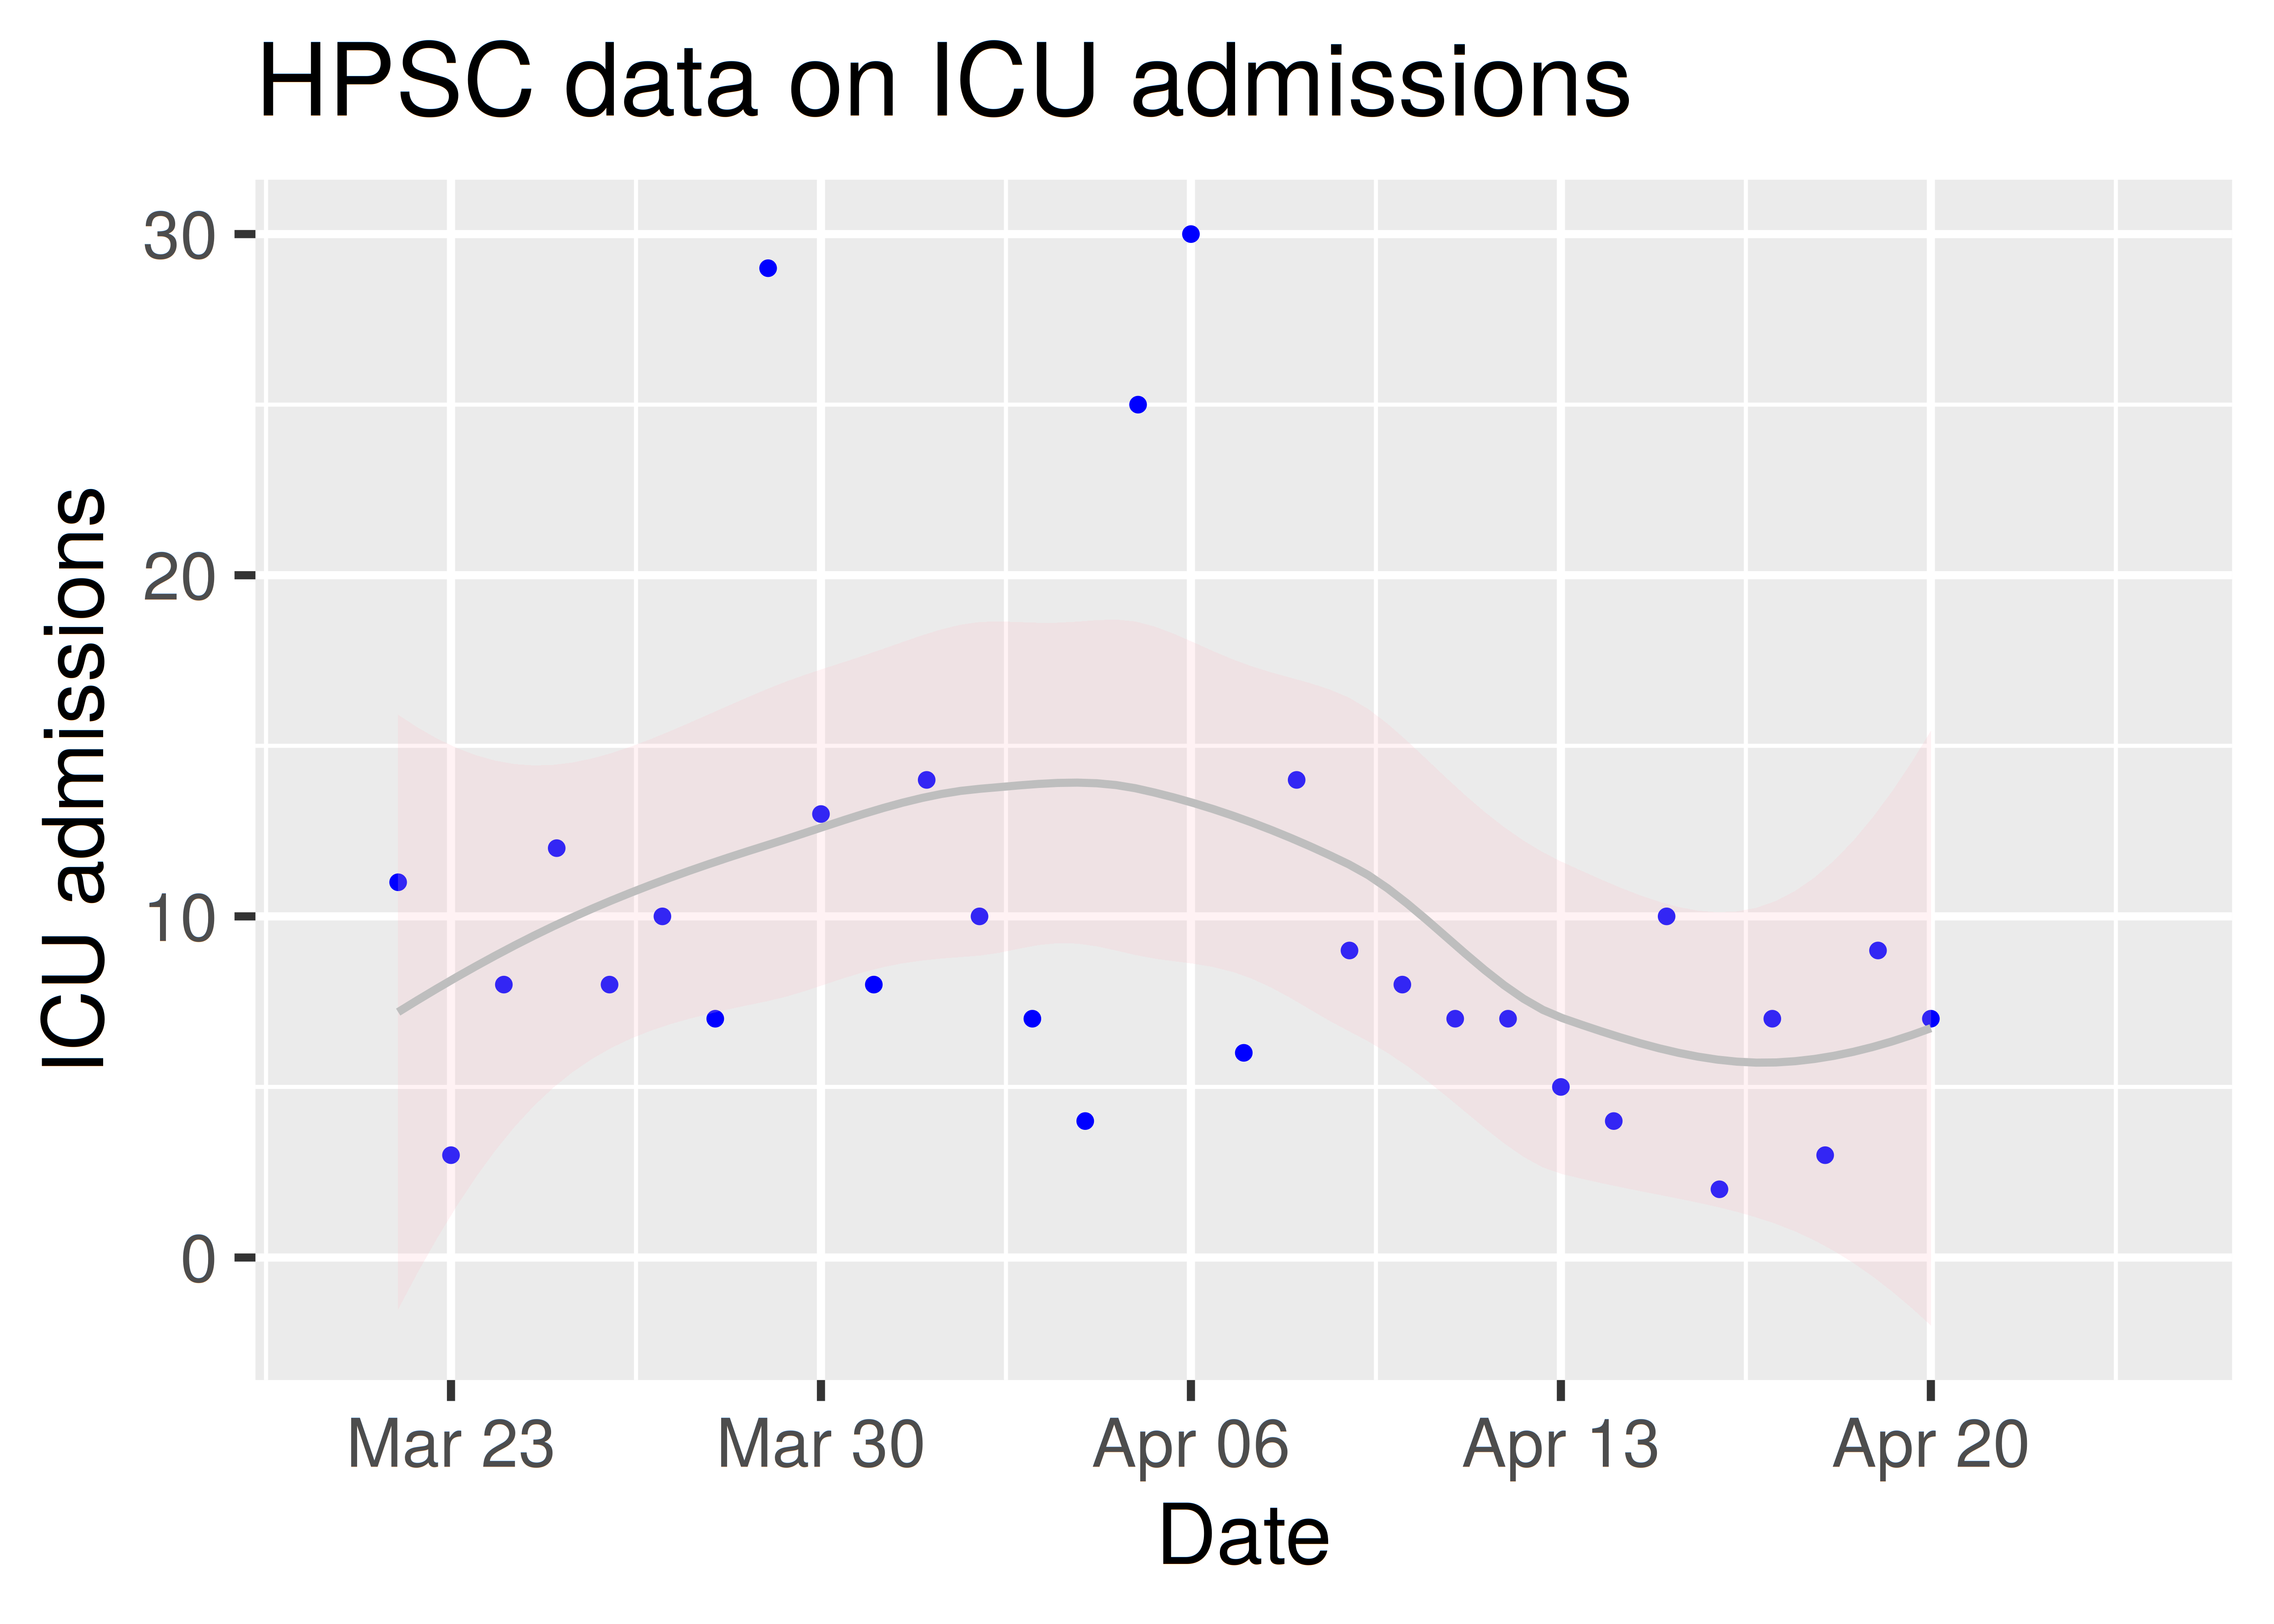 HPSC data on ICU admissions
ICU admissions
30
20
10
0
Mar 23 Mar 30 Apr 06 Apr 13 Apr 20
Date